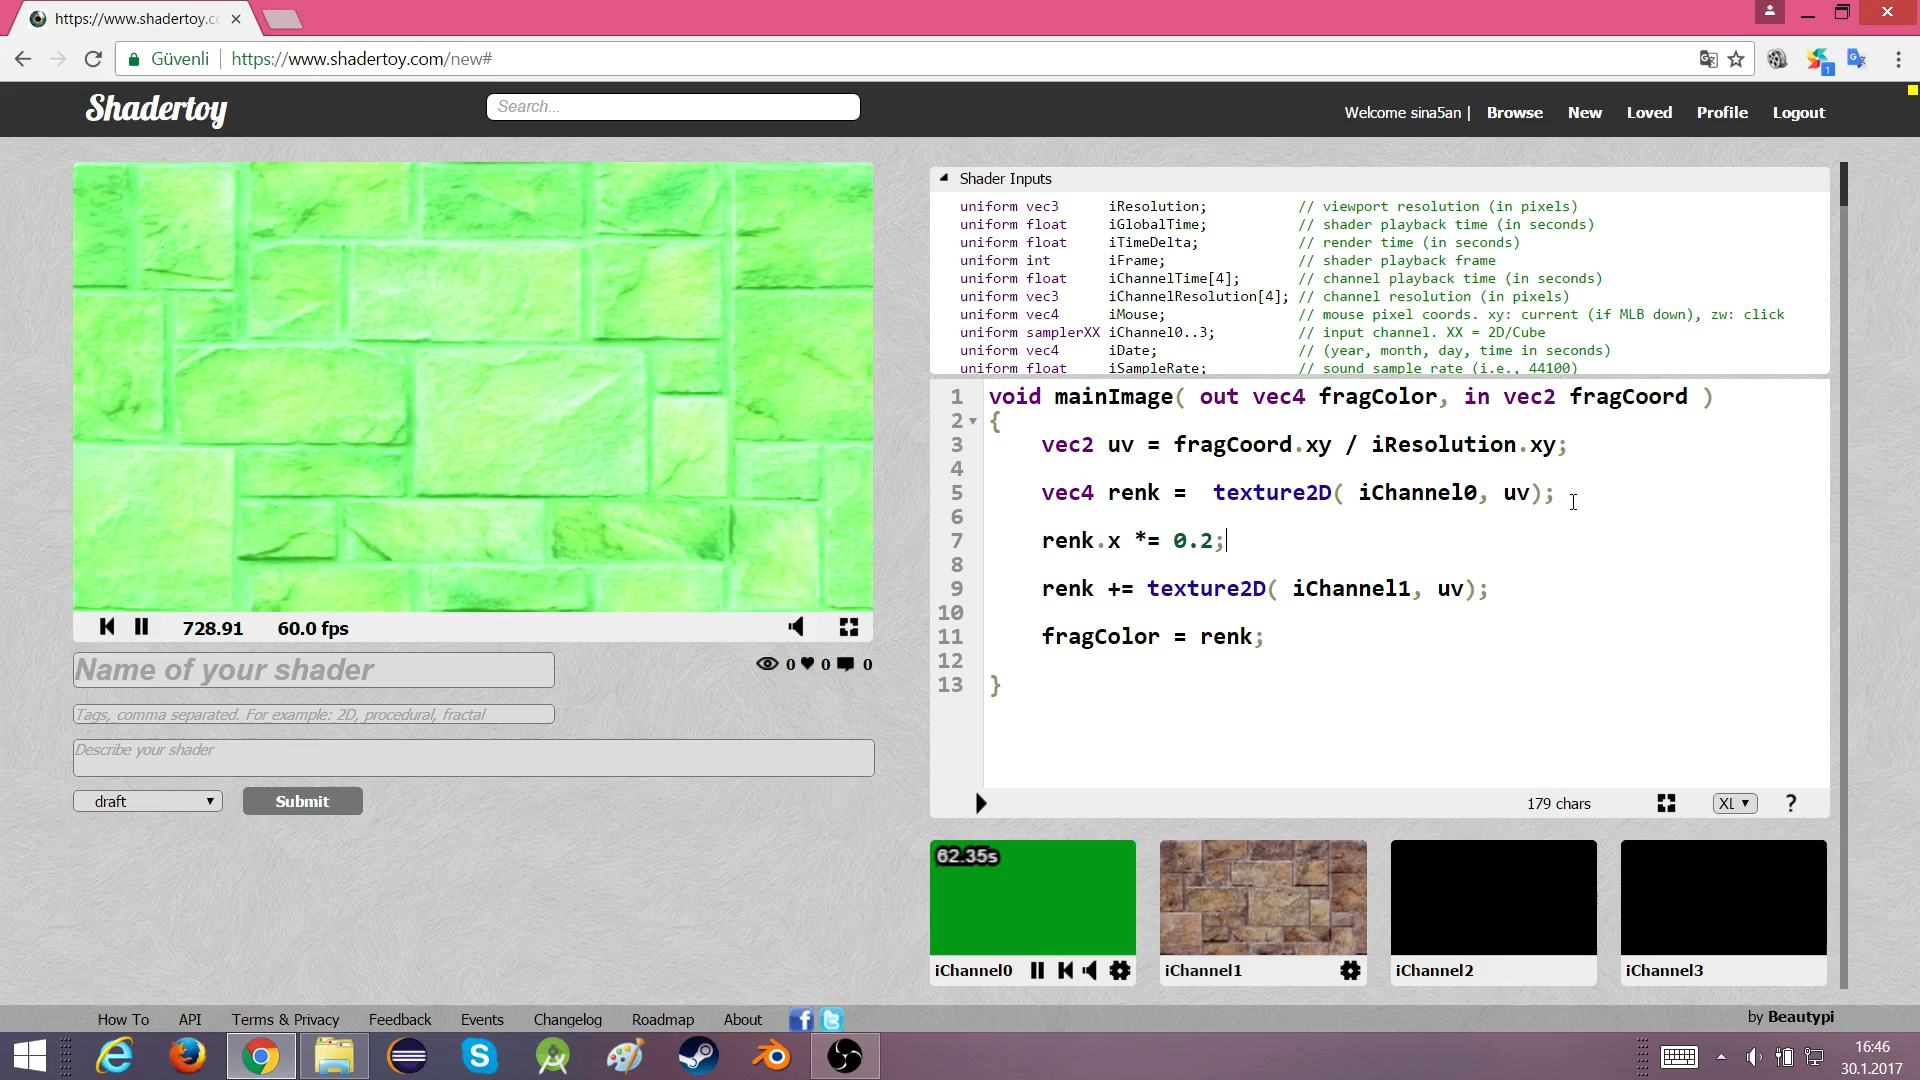 https://www.shadertoy.co
Güvenli
https://www.shadertoy.com/new#
1
Shadertoy
Search...
Welcome sina5an |
Browse
New
Loved
Profile
Logout
728.91
60.0 fps
Name of your shader
0 0 0
Tags, comma separated. For example: 2D, procedural, fractal
Describe your shader
draft
Submit
Shader Inputs
uniform vec3 iResolution; // viewport resolution (in pixels)
uniform float iGlobalTime; // shader playback time (in seconds)
uniform float iTimeDelta; // render time (in seconds)
uniform int iFrame; // shader playback frame
uniform float iChannelTime[4]; // channel playback time (in seconds)
uniform vec3 iChannelResolution[4]; // channel resolution (in pixels)
uniform vec4 iMouse; // mouse pixel coords. xy: current (if MLB down), zw: click
uniform samplerXX iChannel0..3; // input channel. XX = 2D/Cube
uniform vec4 iDate; // (year, month, day, time in seconds)
uniform float iSampleRate; // sound sample rate (i.e., 44100)
1 void mainImage( out vec4 fragColor, in vec2 fragCoord )
2 {
3 vec2 uv = fragCoord.xy / iResolution.xy;
4
5 vec4 renk =  texture2D( iChannel0, uv);
6
7 renk.x *= 0.2;
8
9 renk += texture2D( iChannel1, uv);
10
11 fragColor = renk;
12
13 }
179 chars
XL
?
62.35s
iChannel0
iChannel1
iChannel2
iChannel3
How To
API
Terms & Privacy
Feedback
Events
Changelog
Roadmap
About
by Beautypi
16:46
30.1.2017